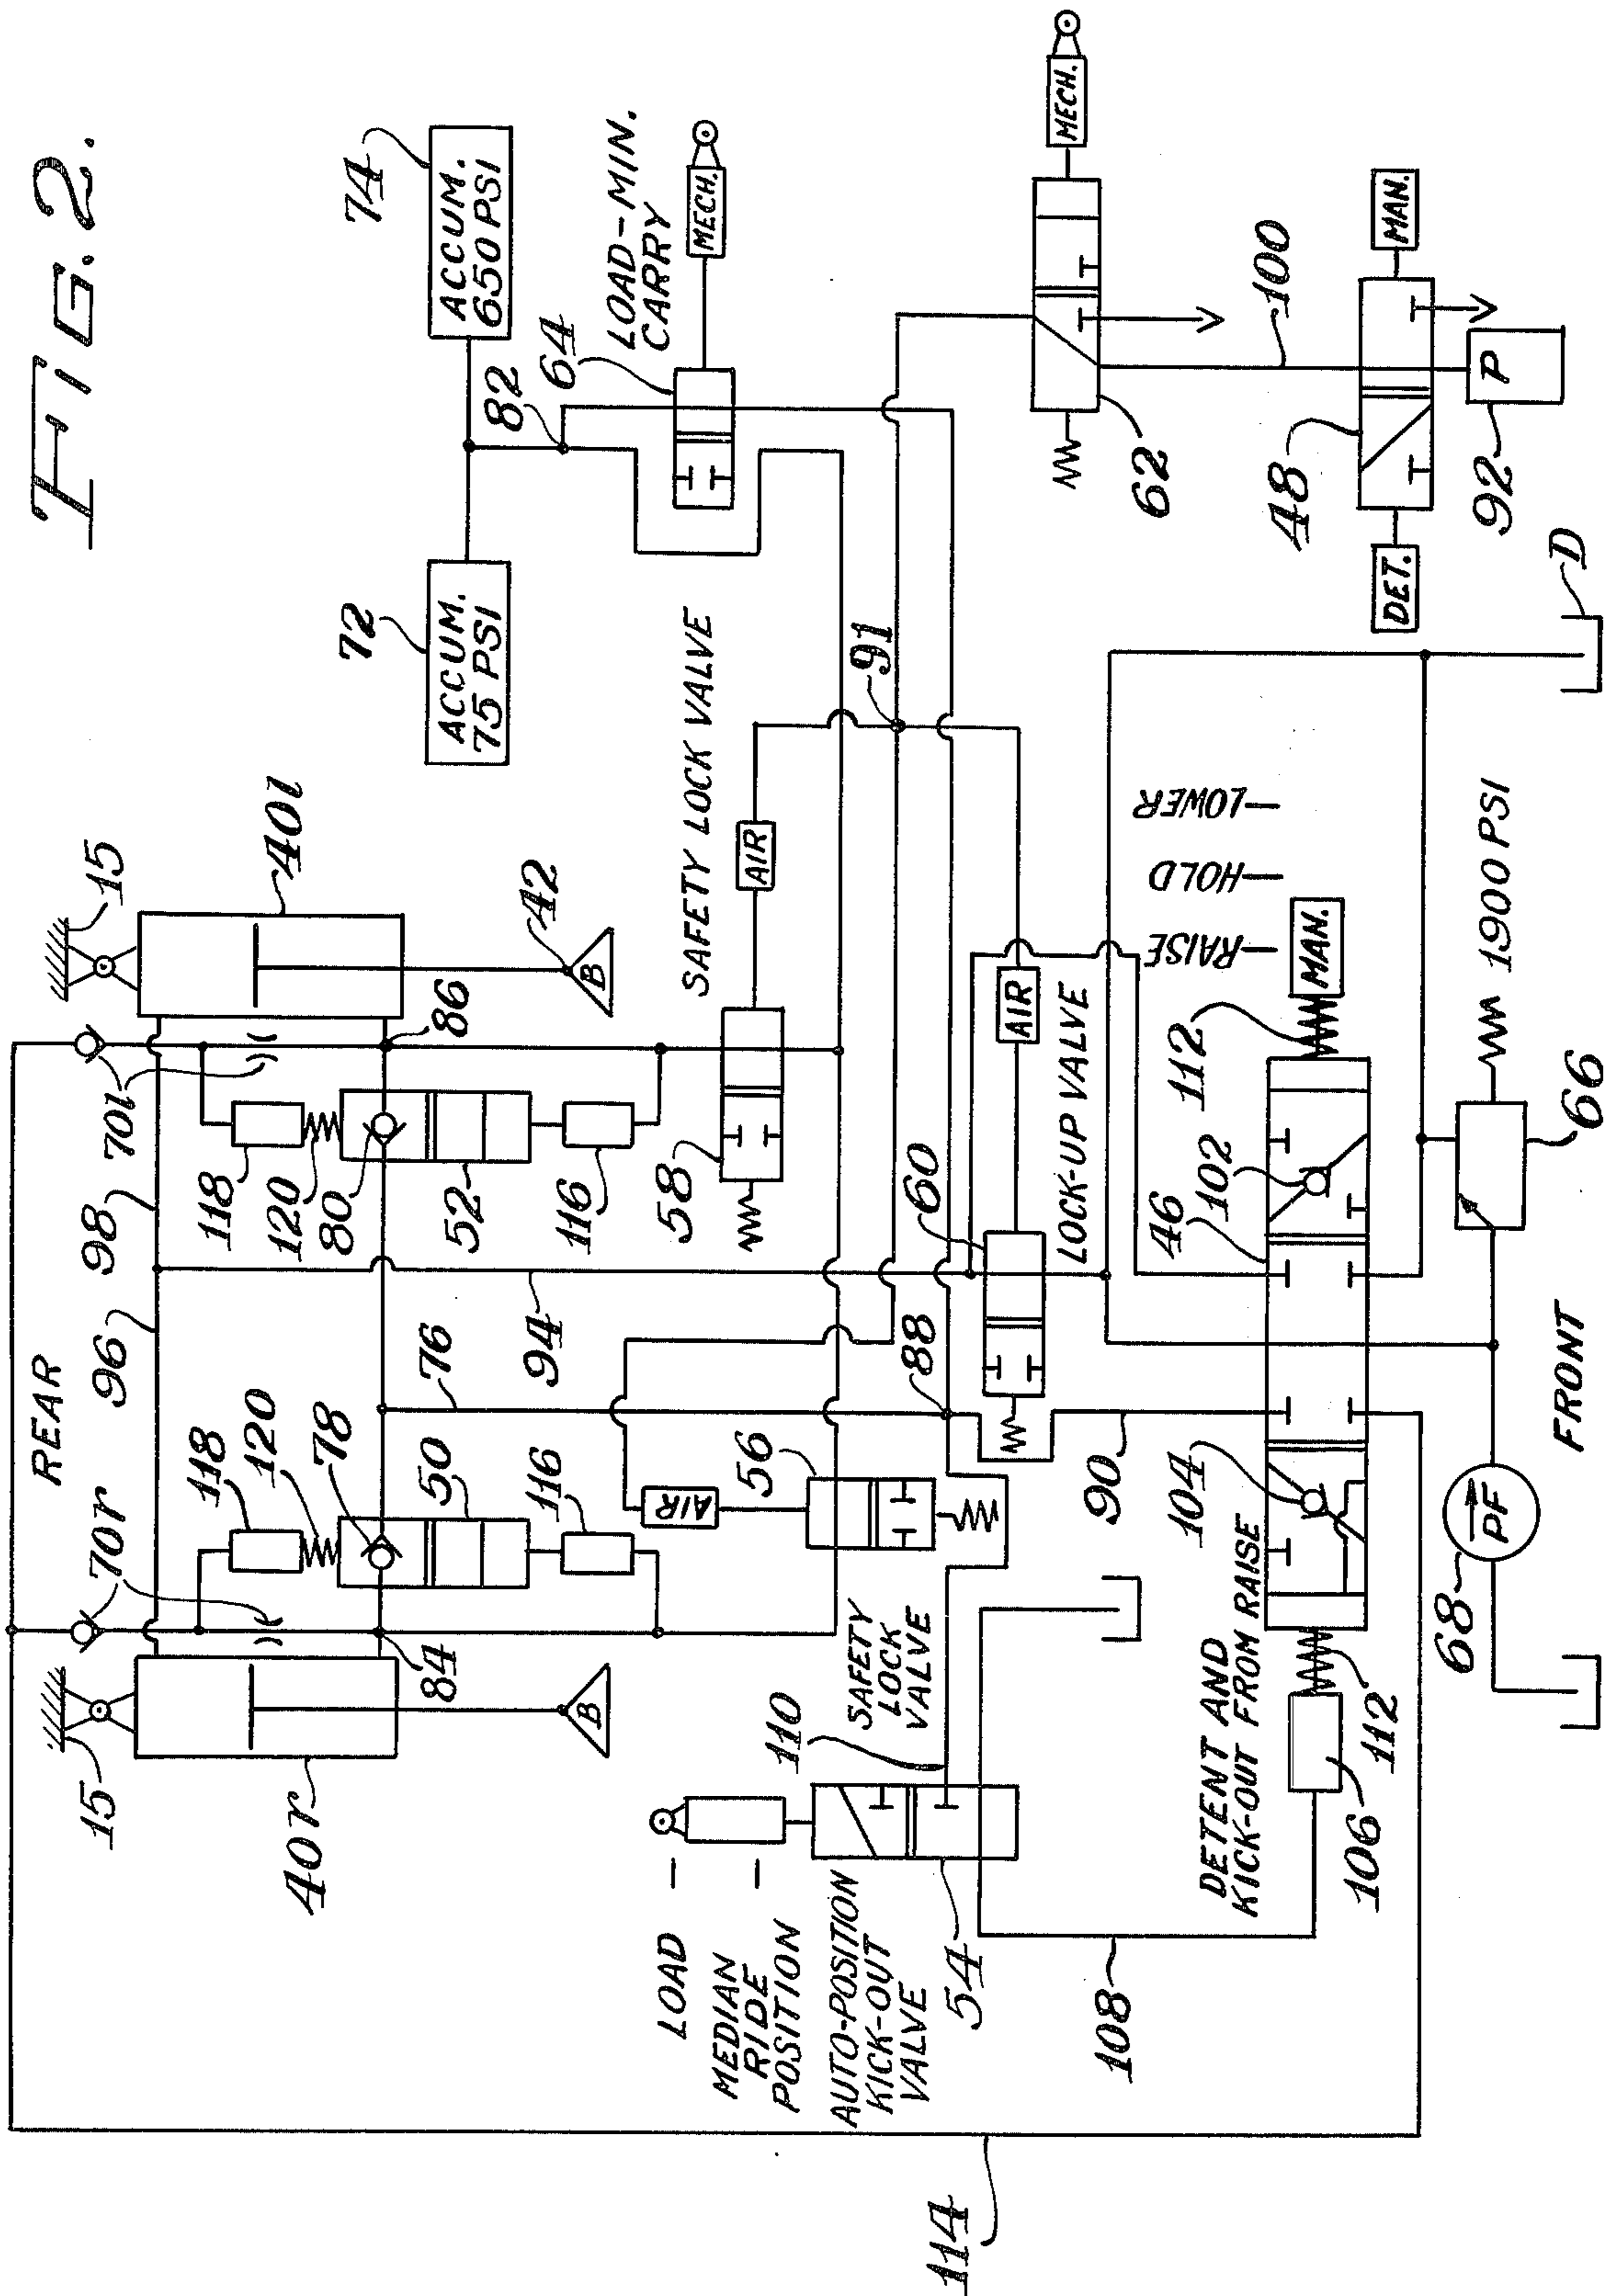 FIG. 2.
REAR
15
40r
70r
96
98
70l
15
40l
42
B
B
118
120
78
50
116
84
118
120
80
52
116
86
76
94
72
ACCUM.
75 PSI
74
ACCUM.
650 PSI
82
64
LOAD-MIN.
CARRY
MECH.
SAFETY LOCK VALVE
58
AIR
91
AIR
56
SAFETY
LOCK
VALVE
88
60
AIR
LOCK-UP VALVE
90
62
MECH.
100
48
MAN.
DET.
92
P
D
LOAD
MEDIAN
RIDE
POSITION
AUTO-POSITION
KICK-OUT
VALVE
54
110
108
DETENT AND
KICK-OUT FROM RAISE
106
112
104
46
102
112
MAN.
RAISE
HOLD
LOWER
68
PF
FRONT
66
1900 PSI
114